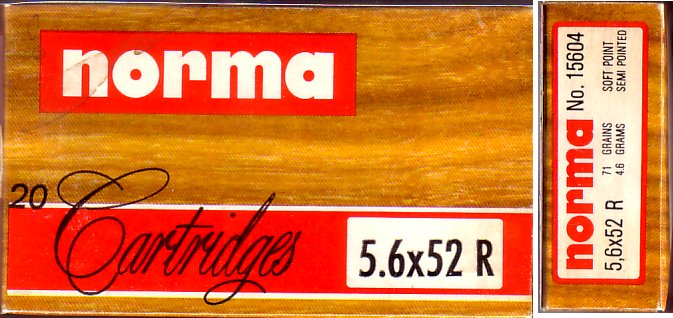 norma
20 Cartridges
5.6x52 R
norma No. 15604
5,6x52 R 71 GRAINS SOFT POINT
4.6 GRAMS SEMI POINTED